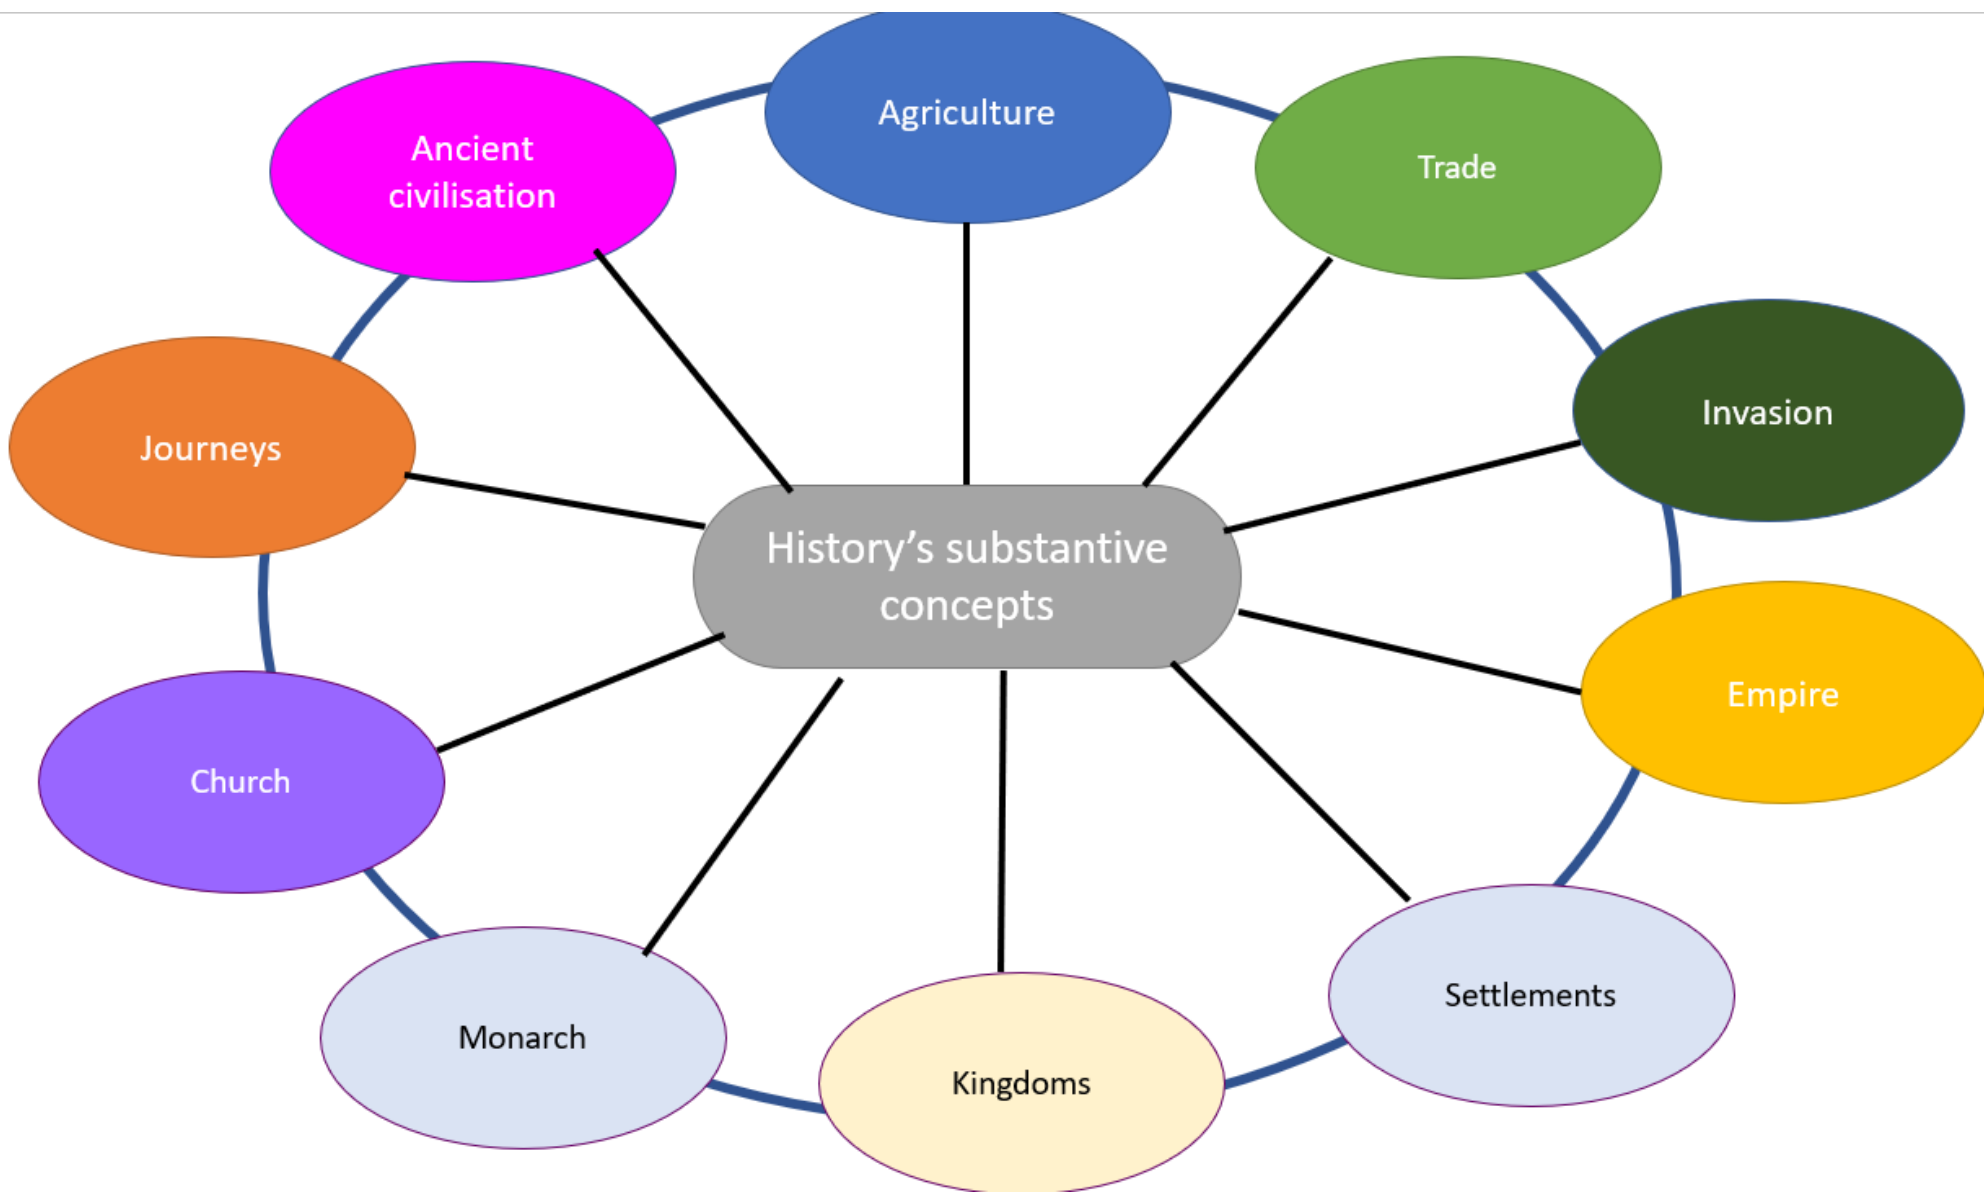 Agriculture
Trade
Ancient
civilisation
Invasion
Journeys
History’s substantive
concepts
Empire
Church
Settlements
Monarch
Kingdoms